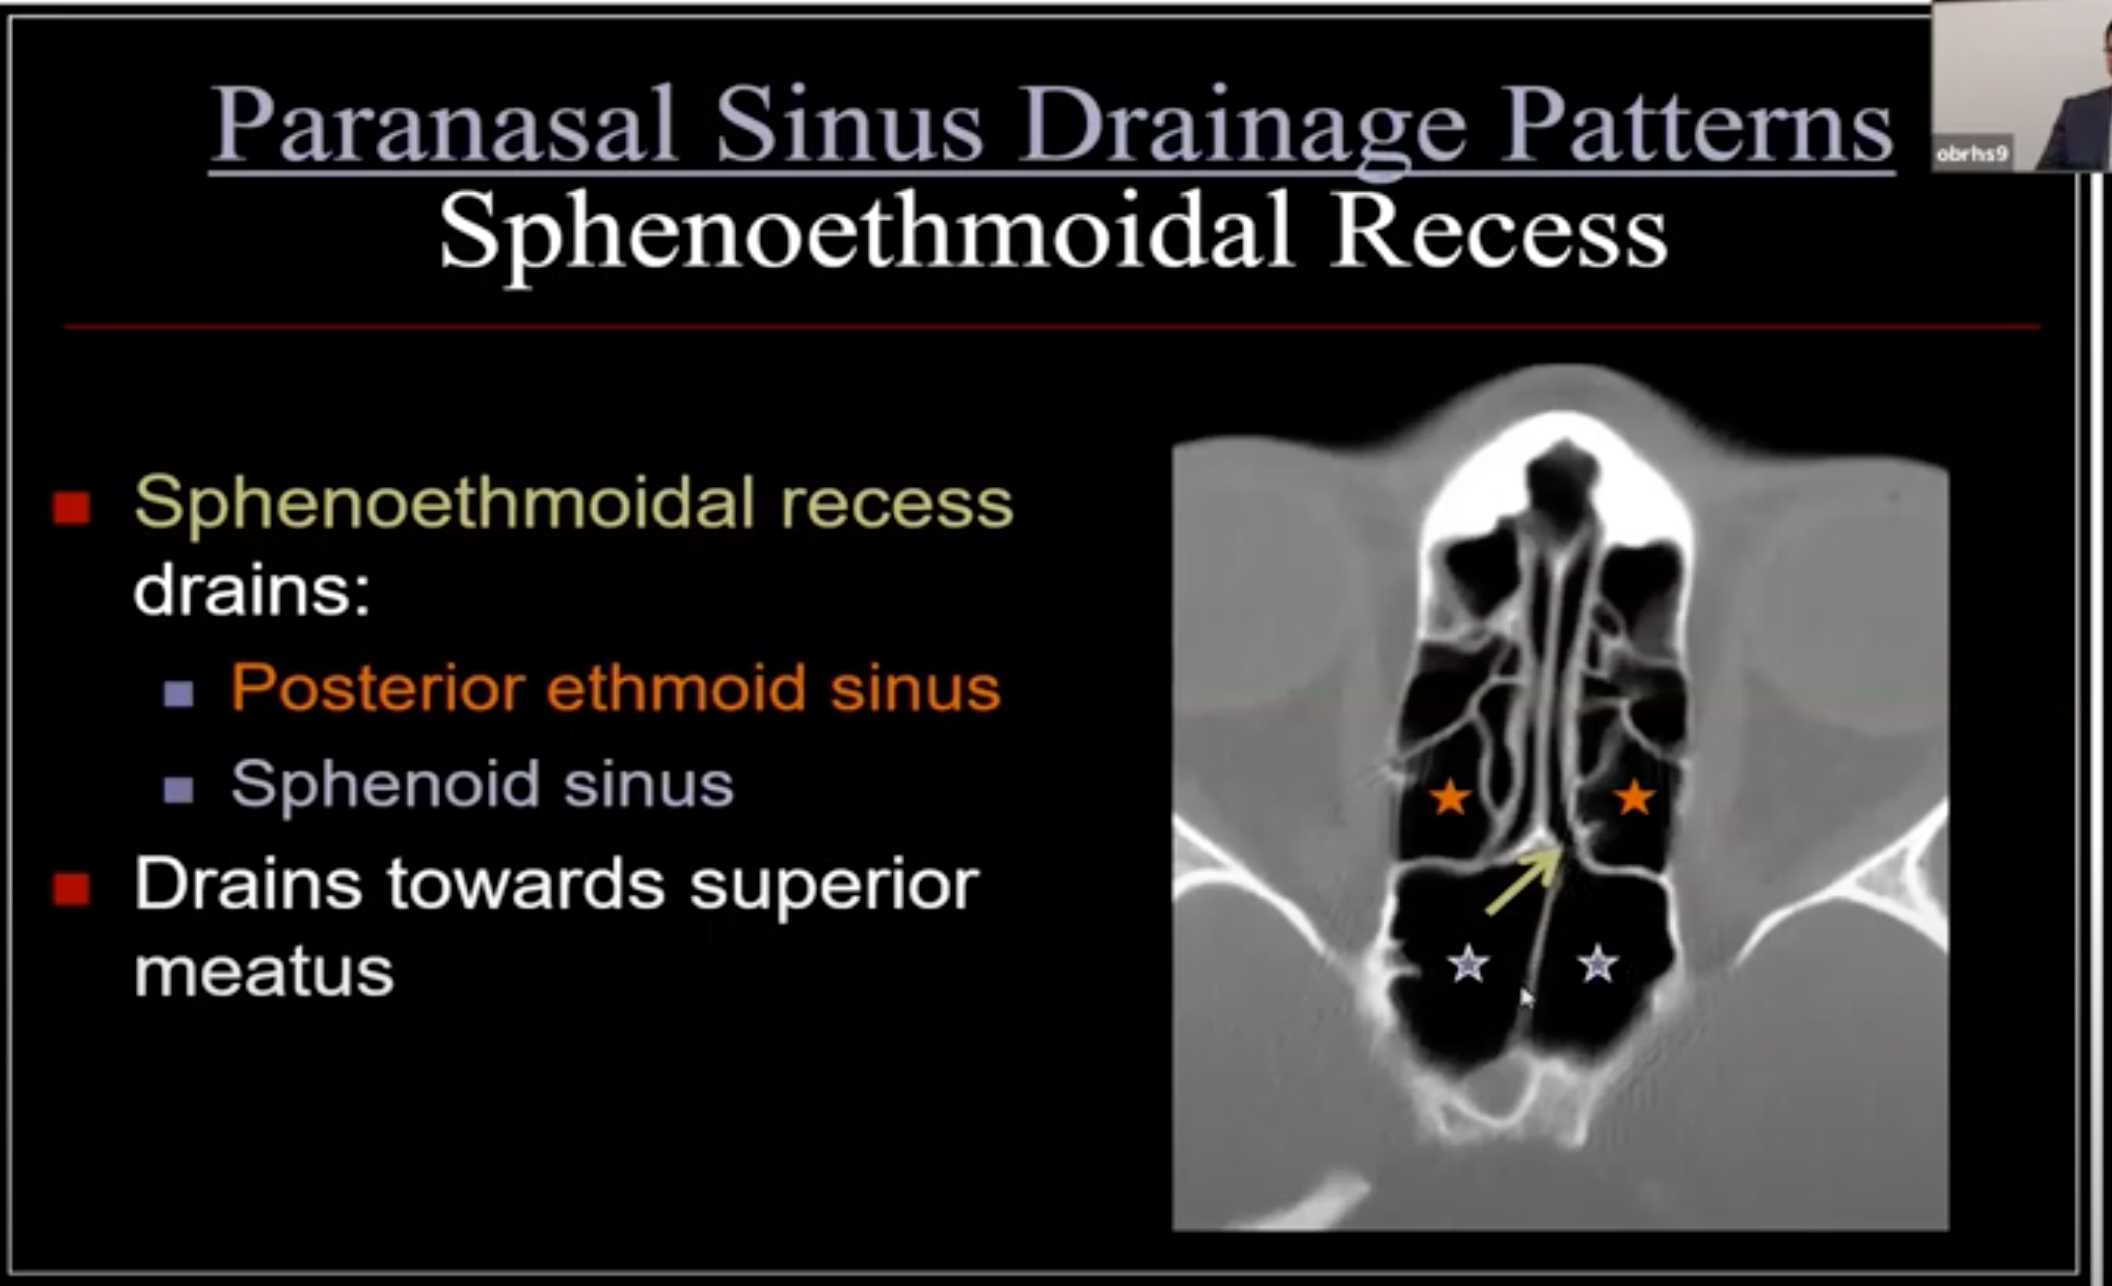 Paranasal Sinus Drainage Patterns
obrhs9
Sphenoethmoidal Recess
Sphenoethmoidal recess
drains:
Posterior ethmoid sinus
Sphenoid sinus
Drains towards superior
meatus